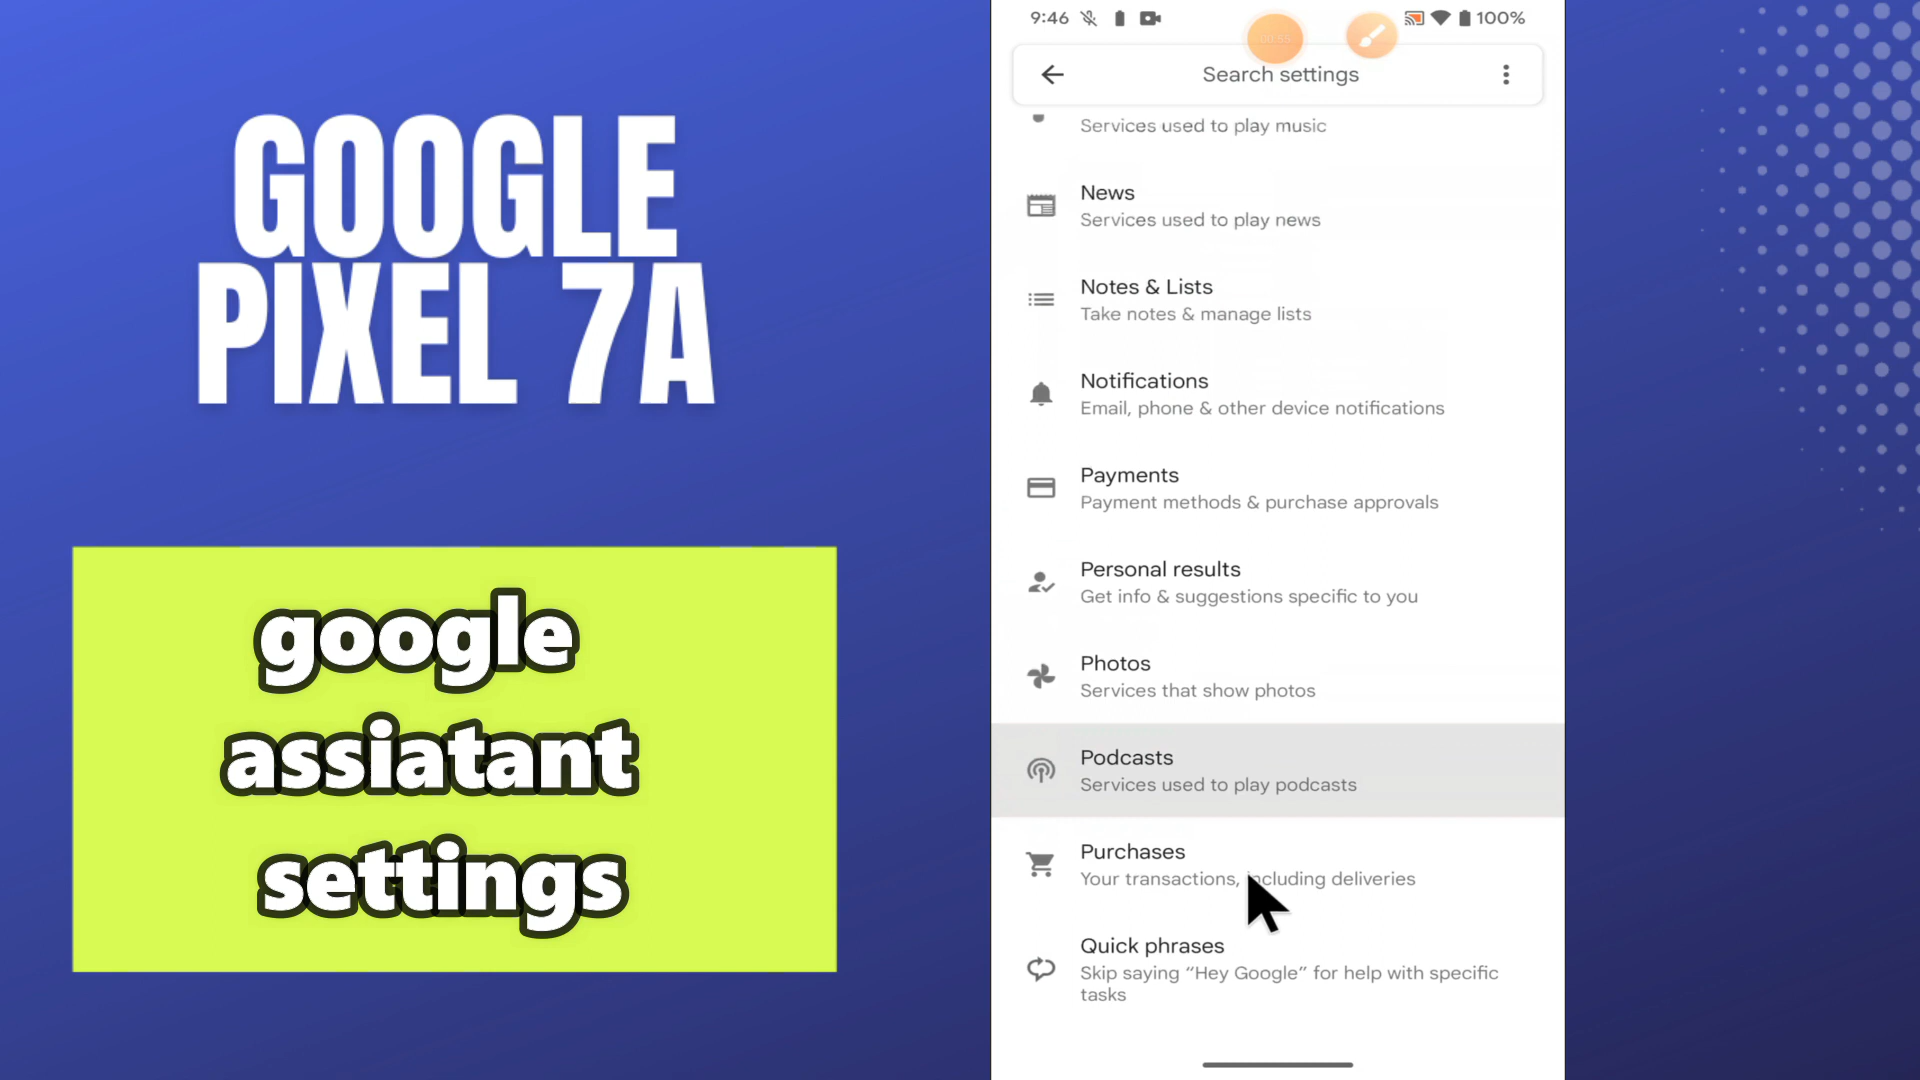 GOOGLE
PIXEL 7A
google
assiatant
settings
9:46
100%
Search settings
Services used to play music
News
Services used to play news
Notes & Lists
Take notes & manage lists
Notifications
Email, phone & other device notifications
Payments
Payment methods & purchase approvals
Personal results
Get info & suggestions specific to you
Photos
Services that show photos
Podcasts
Services used to play podcasts
Purchases
Your transactions, including deliveries
Quick phrases
Skip saying “Hey Google” for help with specific
tasks